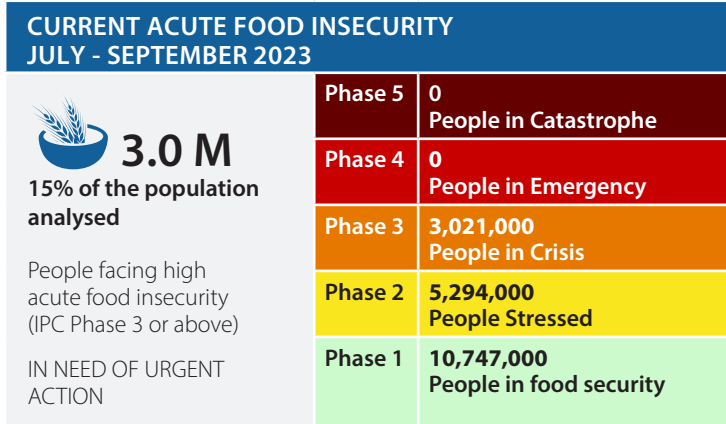 CURRENT ACUTE FOOD INSECURITY
JULY - SEPTEMBER 2023
3.0 M
15% of the population
analysed
People facing high
acute food insecurity
(IPC Phase 3 or above)
IN NEED OF URGENT
ACTION
Phase 5 0
People in Catastrophe
Phase 4 0
People in Emergency
Phase 3 3,021,000
People in Crisis
Phase 2 5,294,000
People Stressed
Phase 1 10,747,000
People in food security